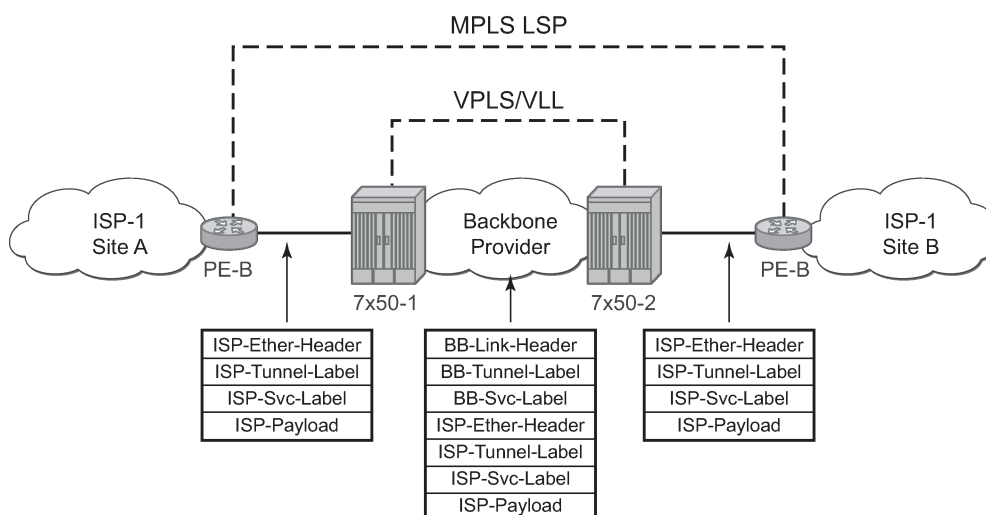 MPLS LSP
VPLS/VLL
ISP-1
Site A
PE-B
7x50-1
Backbone
Provider
7x50-2
PE-B
ISP-1
Site B
ISP-Ether-Header
ISP-Tunnel-Label
ISP-Svc-Label
ISP-Payload
BB-Link-Header
BB-Tunnel-Label
BB-Svc-Label
ISP-Ether-Header
ISP-Tunnel-Label
ISP-Svc-Label
ISP-Payload
ISP-Ether-Header
ISP-Tunnel-Label
ISP-Svc-Label
ISP-Payload